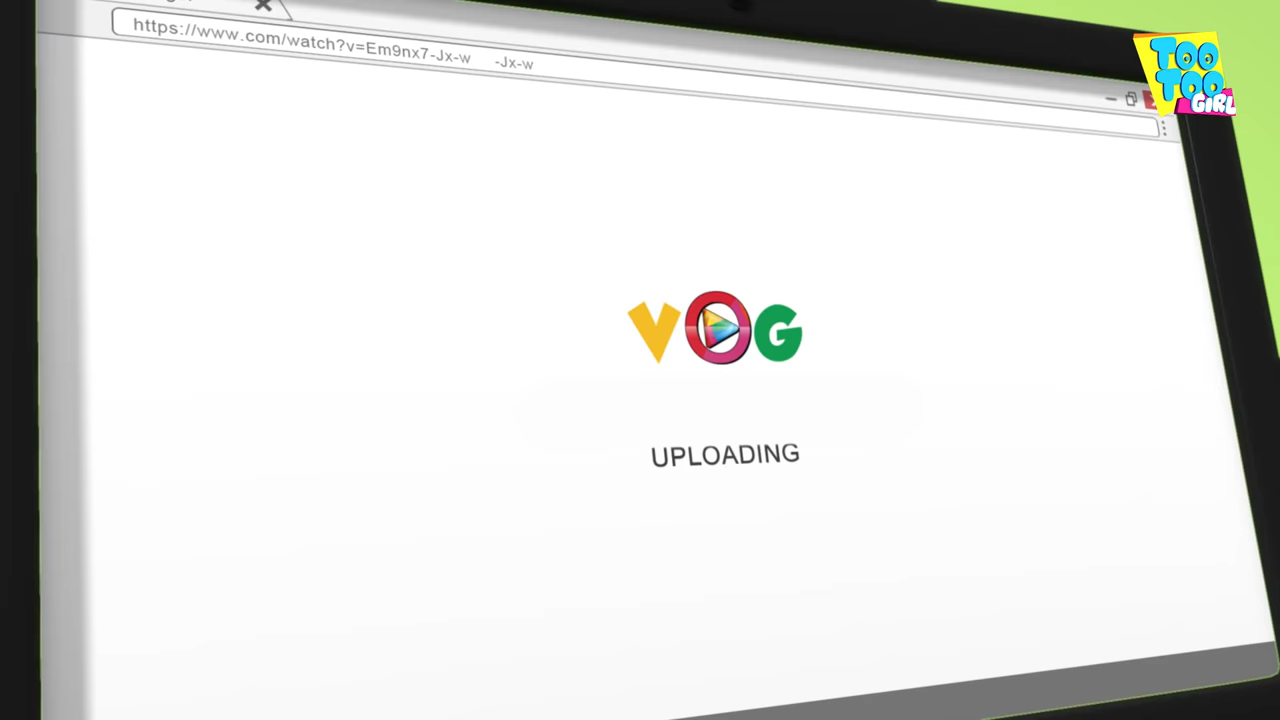 https://www.com/watch?v=Em9nx7-Jx-w -Jx-w
TOO
TOO
GIRL
VOG
UPLOADING